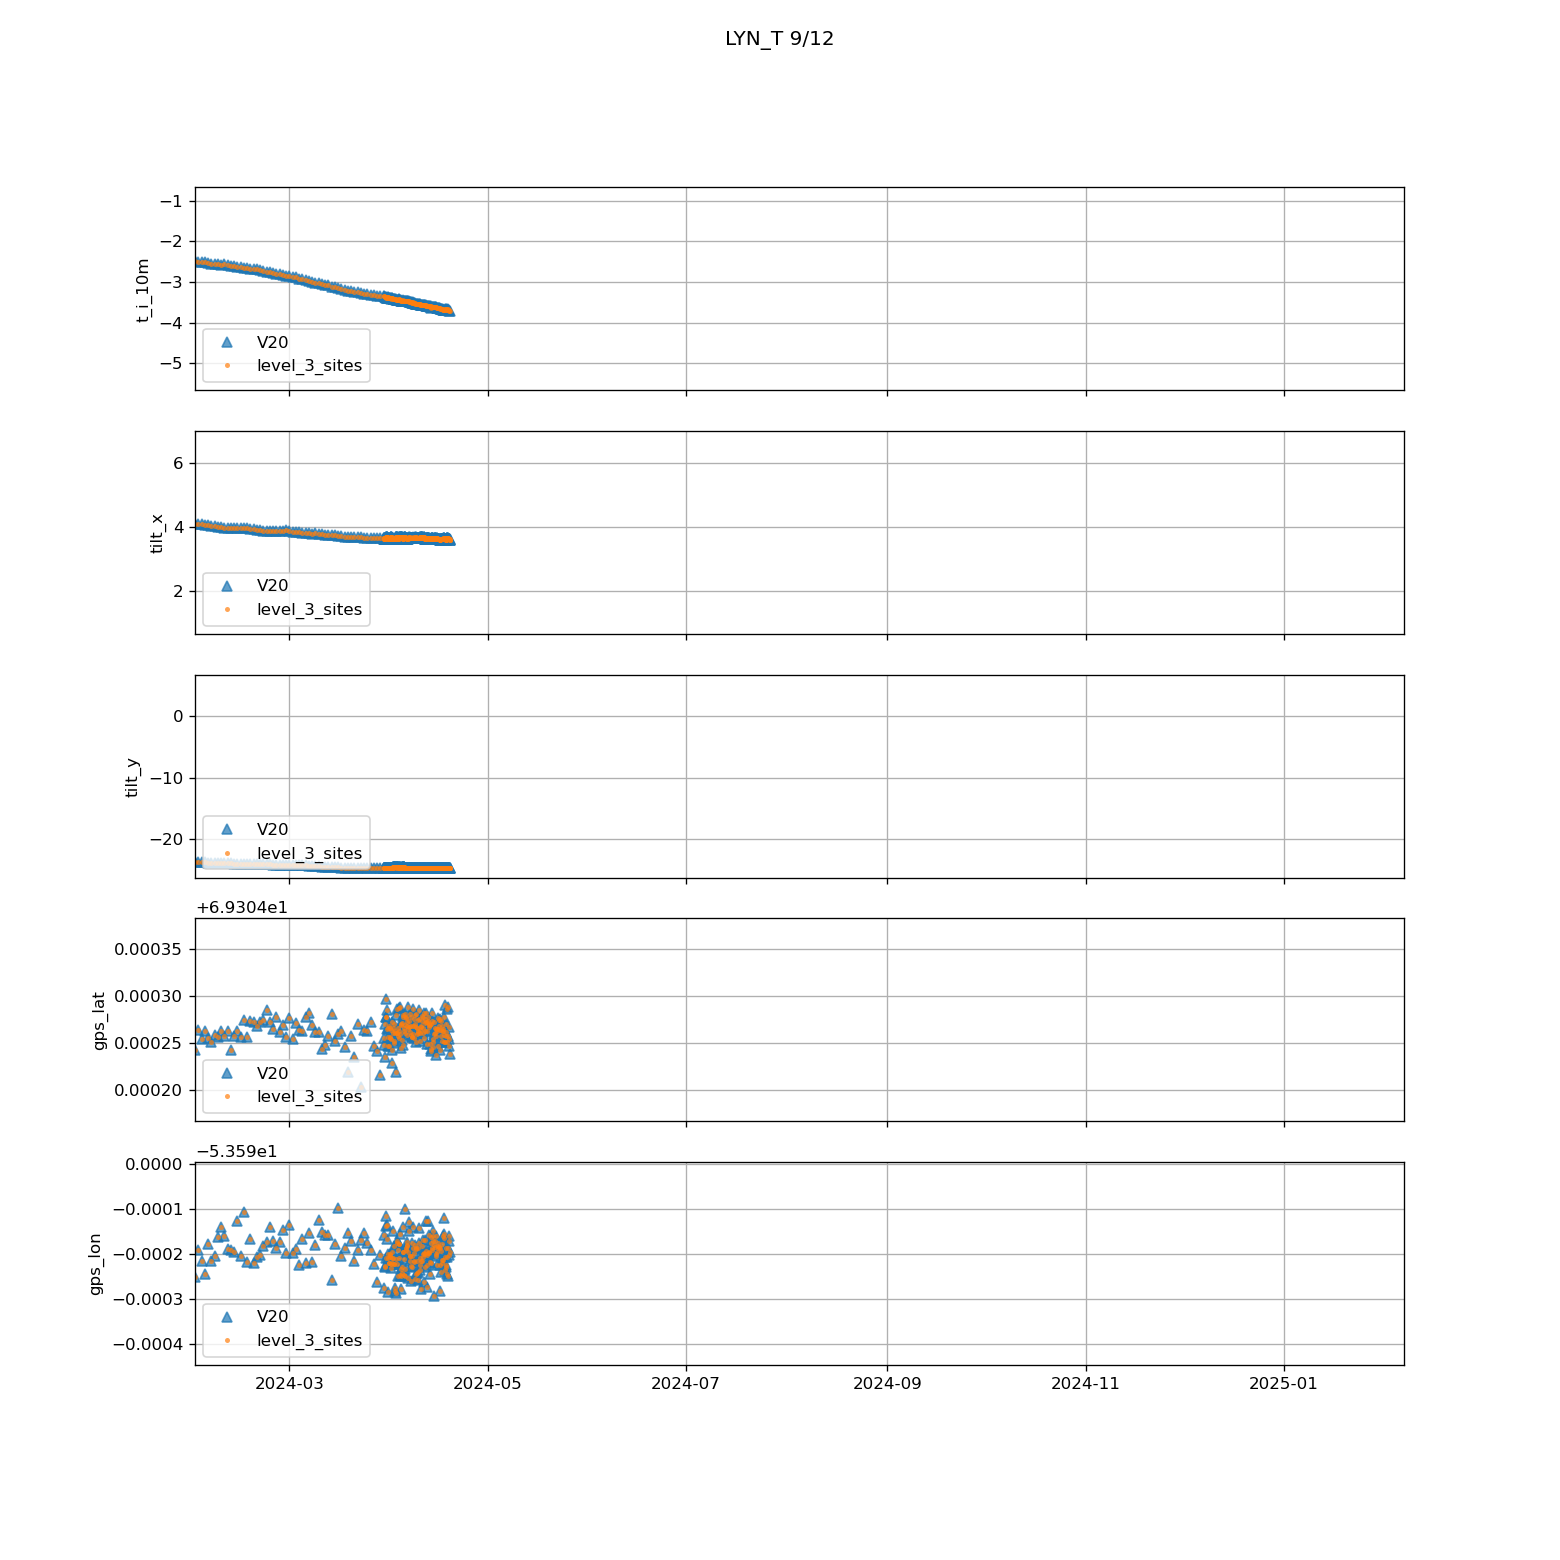 LYN_T 9/12
−1
−2
−3
−4
−5
t_i_10m
V20
level_3_sites
6
4
2
tilt_x
V20
level_3_sites
0
−10
−20
tilt_y
V20
level_3_sites
+6.9304e1
0.00035
0.00030
0.00025
0.00020
gps_lat
V20
level_3_sites
−5.359e1
0.0000
−0.0001
−0.0002
−0.0003
−0.0004
gps_lon
V20
level_3_sites
2024-03 2024-05 2024-07 2024-09 2024-11 2025-01